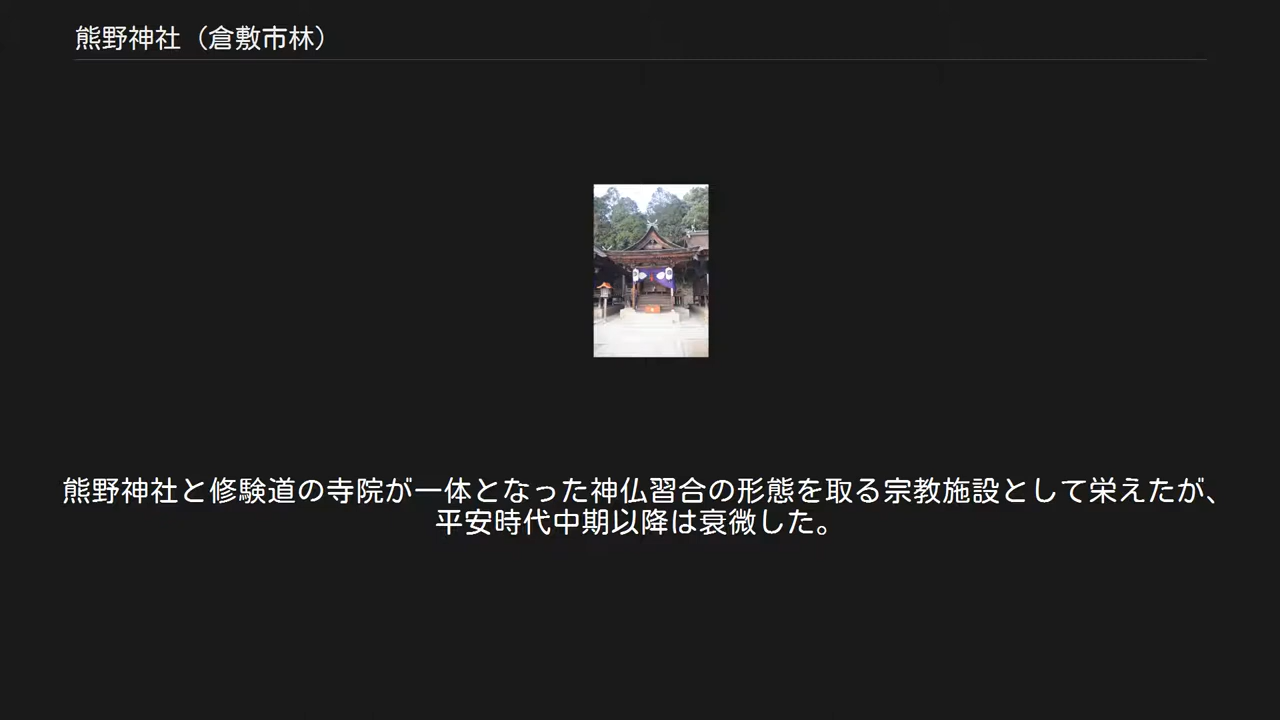 熊野神社（倉敷市林）
熊野神社と修験道の寺院が一体となった神仏習合の形態を取る宗教施設として栄えたが、
平安時代中期以降は衰微した。